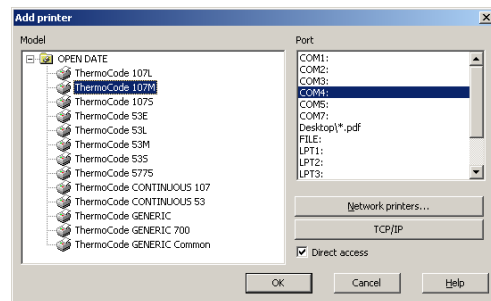 Add printer
Model
OPEN DATE
ThermoCode 107L
ThermoCode 107M
ThermoCode 107S
ThermoCode 53E
ThermoCode 53L
ThermoCode 53M
ThermoCode 53S
ThermoCode 5775
ThermoCode CONTINUOUS 107
ThermoCode CONTINUOUS 53
ThermoCode GENERIC
ThermoCode GENERIC 700
ThermoCode GENERIC Common
Port
COM1:
COM2:
COM3:
COM4:
COM5:
COM7:
Desktop\*.pdf
FILE:
LPT1:
LPT2:
LPT3:
Network printers...
TCP/IP
Direct access
OK
Cancel
Help